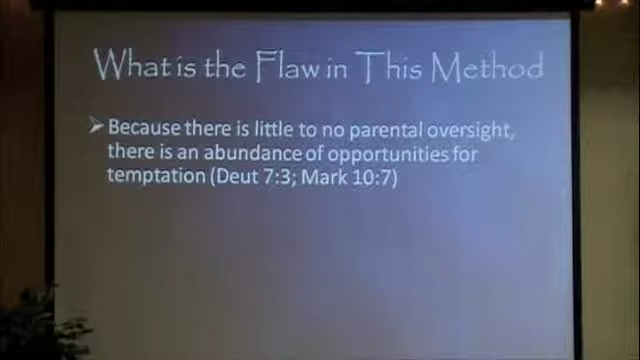 What is the Flaw in This Method
Because there is little to no parental oversight,
there is an abundance of opportunities for
temptation (Deut 7:3; Mark 10:7)